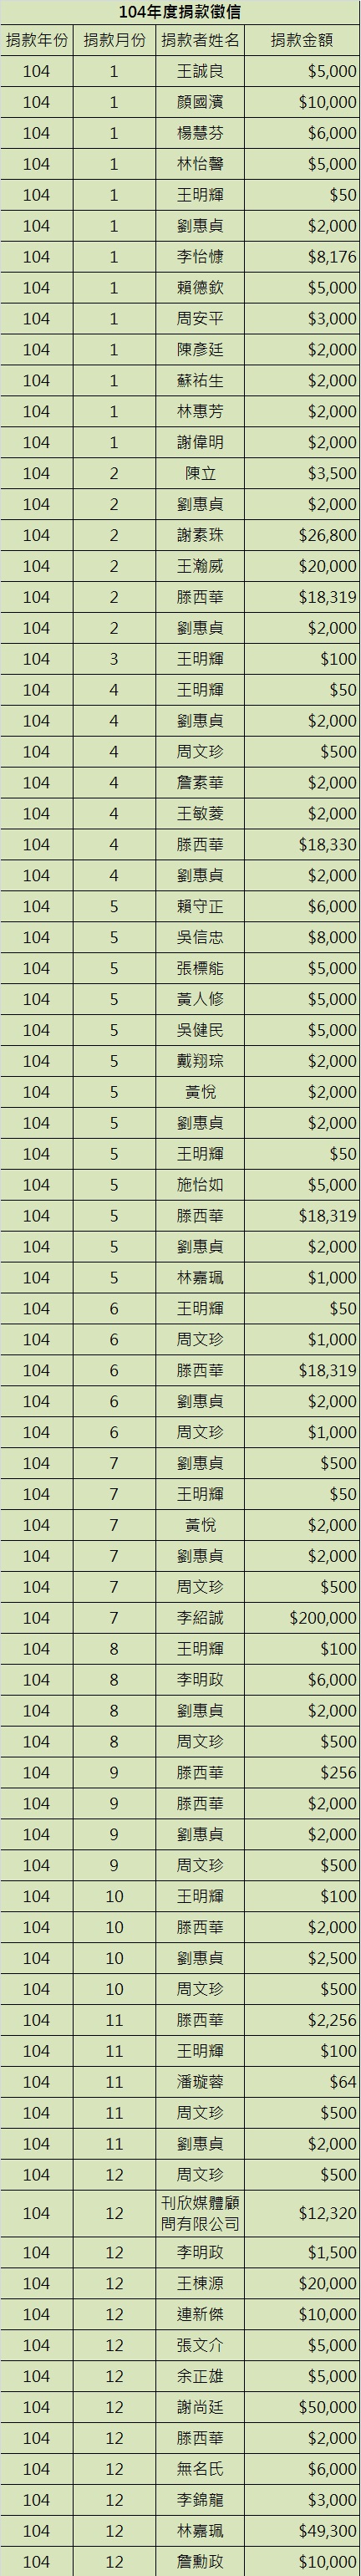 104年度捐款徵信
捐款年份 捐款月份 捐款者姓名 捐款金額
104 1 王誠良 $5,000
104 1 顏國濱 $10,000
104 1 楊慧芬 $6,000
104 1 林怡馨 $5,000
104 1 王明輝 $50
104 1 劉惠貞 $2,000
104 1 李怡慷 $8,176
104 1 賴德欽 $5,000
104 1 周安平 $3,000
104 1 陳彥廷 $2,000
104 1 蘇祐生 $2,000
104 1 林惠芳 $2,000
104 1 謝偉明 $2,000
104 2 陳立 $3,500
104 2 劉惠貞 $2,000
104 2 謝素珠 $26,800
104 2 王瀚威 $20,000
104 2 滕西華 $18,319
104 2 劉惠貞 $2,000
104 3 王明輝 $100
104 4 王明輝 $50
104 4 劉惠貞 $2,000
104 4 周文珍 $500
104 4 詹素華 $2,000
104 4 王敏菱 $2,000
104 4 滕西華 $18,330
104 4 劉惠貞 $2,000
104 5 賴守正 $6,000
104 5 吳信忠 $8,000
104 5 張標能 $5,000
104 5 黃人修 $5,000
104 5 吳健民 $5,000
104 5 戴翔琮 $2,000
104 5 黃悅 $2,000
104 5 劉惠貞 $2,000
104 5 王明輝 $50
104 5 施怡如 $5,000
104 5 滕西華 $18,319
104 5 劉惠貞 $2,000
104 5 林嘉珮 $1,000
104 6 王明輝 $50
104 6 周文珍 $1,000
104 6 滕西華 $18,319
104 6 劉惠貞 $2,000
104 6 周文珍 $1,000
104 7 劉惠貞 $500
104 7 王明輝 $50
104 7 黃悅 $2,000
104 7 劉惠貞 $2,000
104 7 周文珍 $500
104 7 李紹誠 $200,000
104 8 王明輝 $100
104 8 李明政 $6,000
104 8 劉惠貞 $2,000
104 8 周文珍 $500
104 9 滕西華 $256
104 9 滕西華 $2,000
104 9 劉惠貞 $2,000
104 9 周文珍 $500
104 10 王明輝 $100
104 10 滕西華 $2,000
104 10 劉惠貞 $2,500
104 10 周文珍 $500
104 11 滕西華 $2,256
104 11 王明輝 $100
104 11 潘璇蓉 $64
104 11 周文珍 $500
104 11 劉惠貞 $2,000
104 12 周文珍 $500
104 12 刊欣媒體顧
問有限公司 $12,320
104 12 李明政 $1,500
104 12 王棟源 $20,000
104 12 連新傑 $10,000
104 12 張文介 $5,000
104 12 余正雄 $5,000
104 12 謝尚廷 $50,000
104 12 滕西華 $2,000
104 12 無名氏 $6,000
104 12 李錦龍 $3,000
104 12 林嘉珮 $49,300
104 12 詹勳政 $10,000